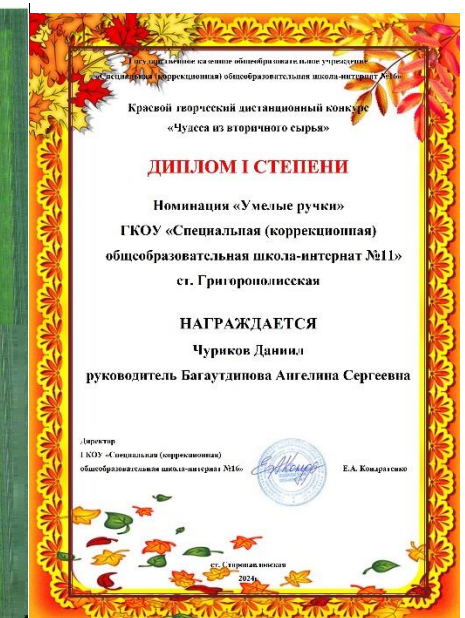 Государственное казенное общеобразовательное учреждение
«Специальная (коррекционная) общеобразовательная школа-интернат №16»
Краевой творческий дистанционный конкурс
«Чудеса из вторичного сырья»
ДИПЛОМ I СТЕПЕНИ
Номинация «Умелые ручки»
ГКОУ «Специальная (коррекционная)
общеобразовательная школа-интернат №11»
ст. Григорополисская
НАГРАЖДАЕТСЯ
Чуриков Даниил
руководитель Багаутдинова Ангелина Сергеевна
Директор
ГКОУ «Специальная (коррекционная)
общеобразовательная школа-интернат №16»
Е.А. Кондратенко
ст. Старопавловская
2024г